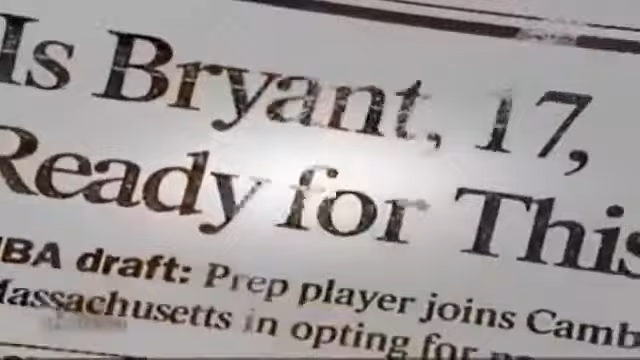 Is Bryant, 17,
Ready for This
NBA draft: Prep player joins Camb
Massachusetts in opting for